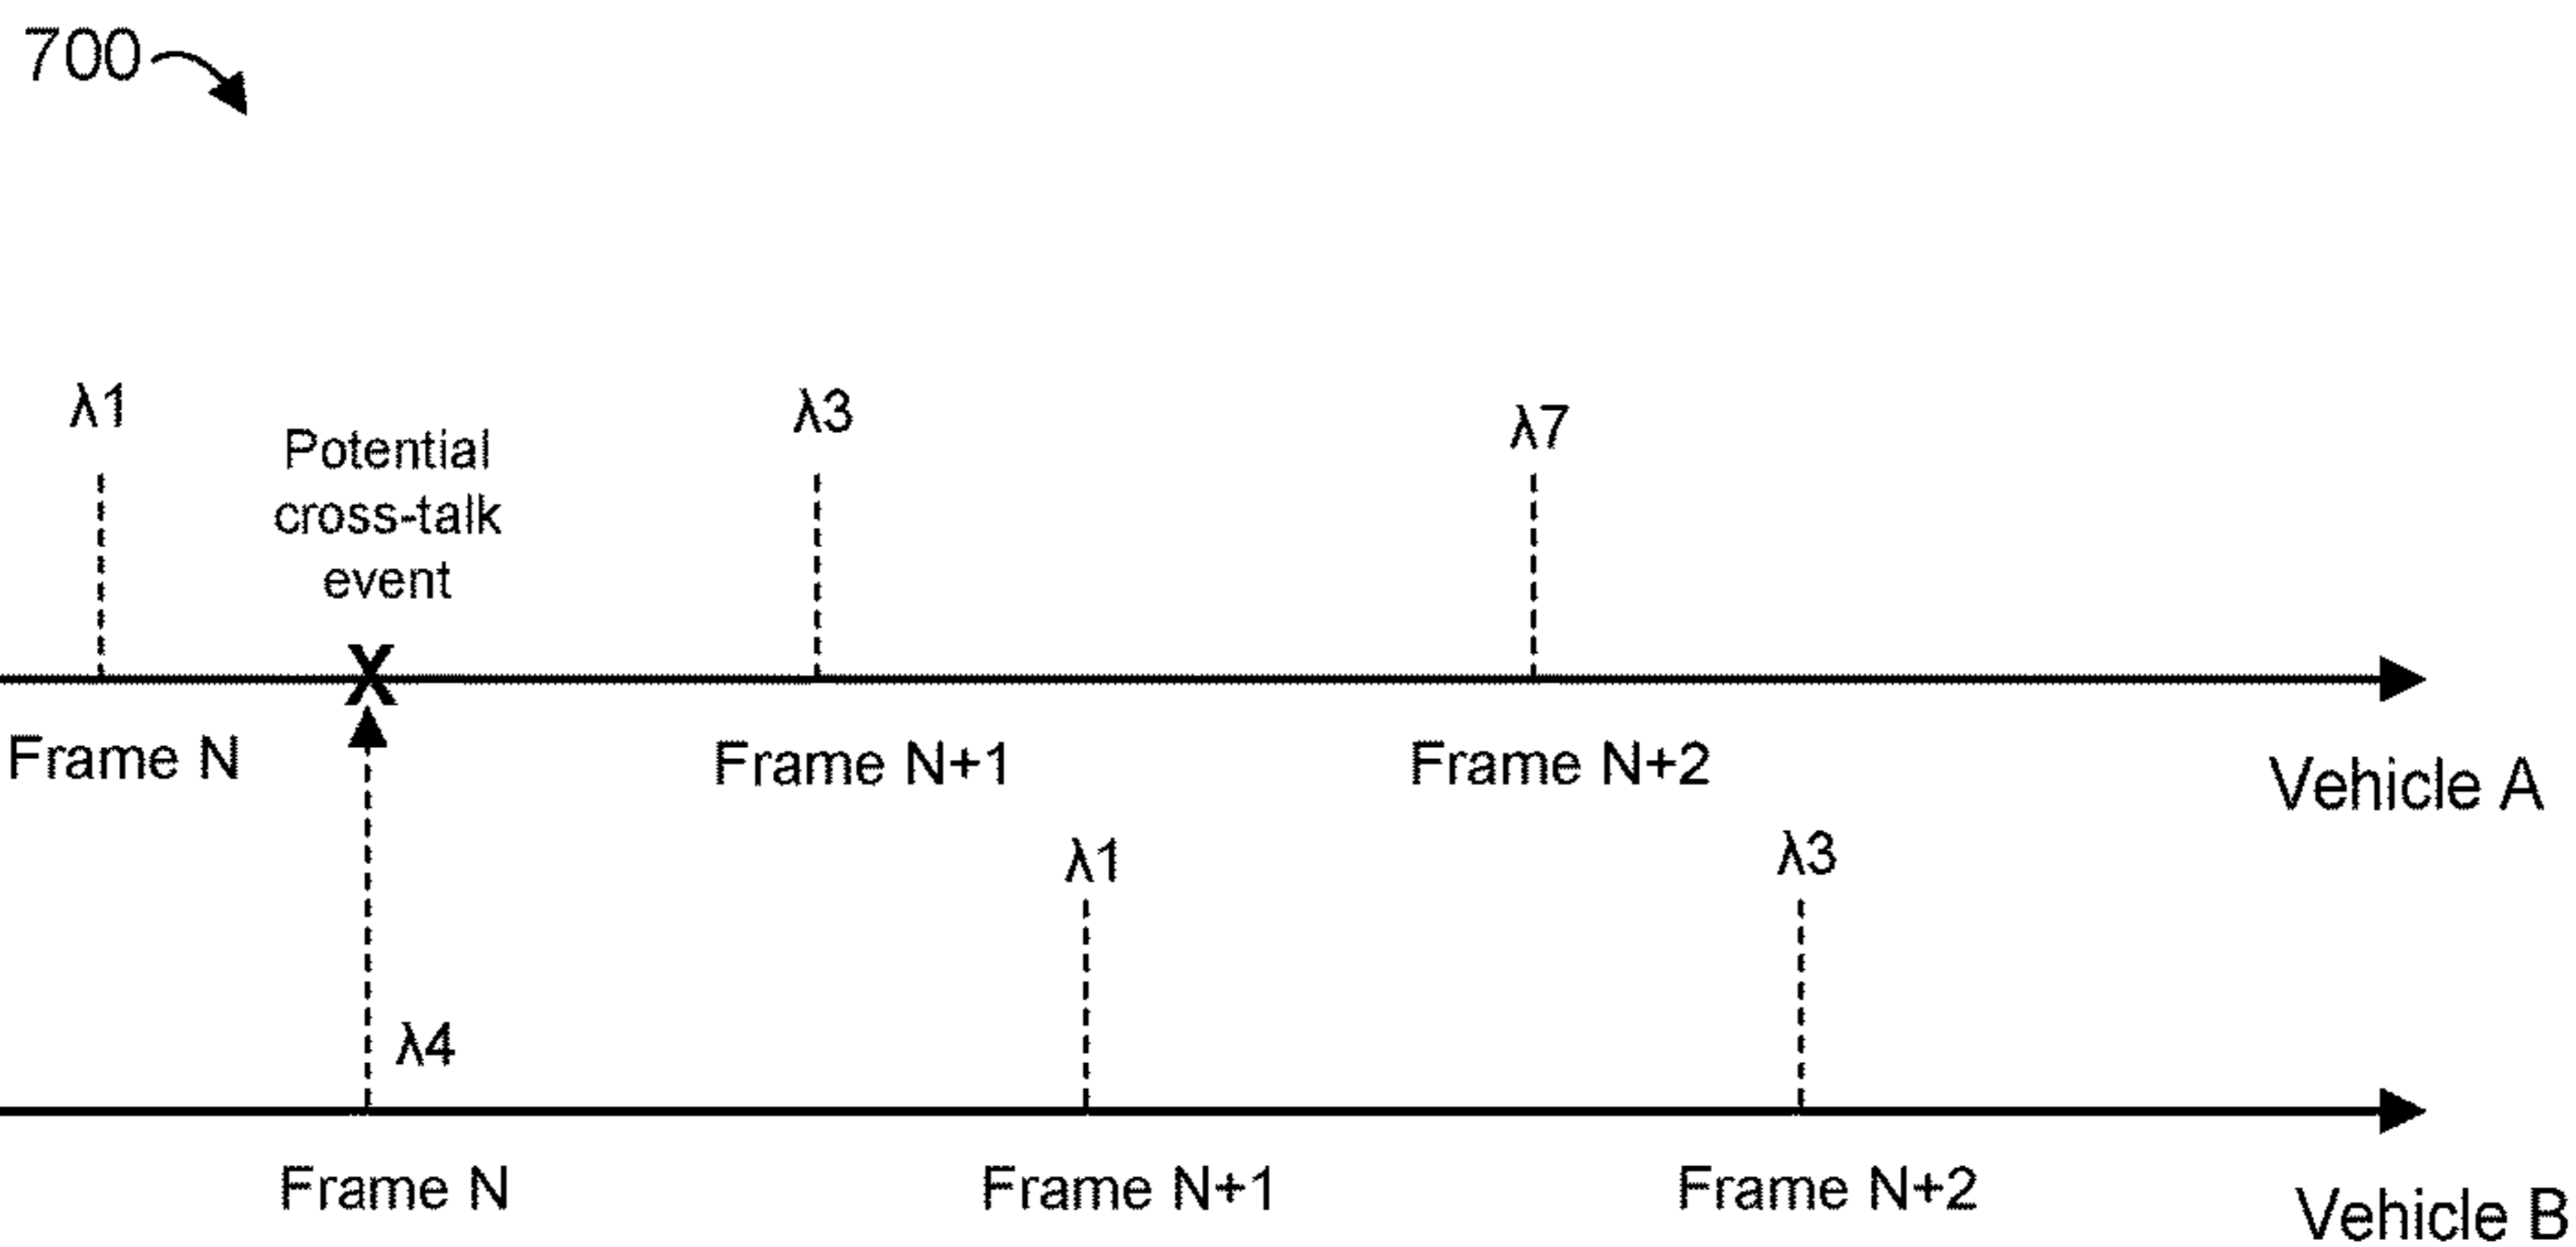 700
λ1
Potential
cross-talk
event
λ3
λ7
X
Frame N
Frame N+1
Frame N+2
Vehicle A
λ4
λ1
λ3
Frame N
Frame N+1
Frame N+2
Vehicle B